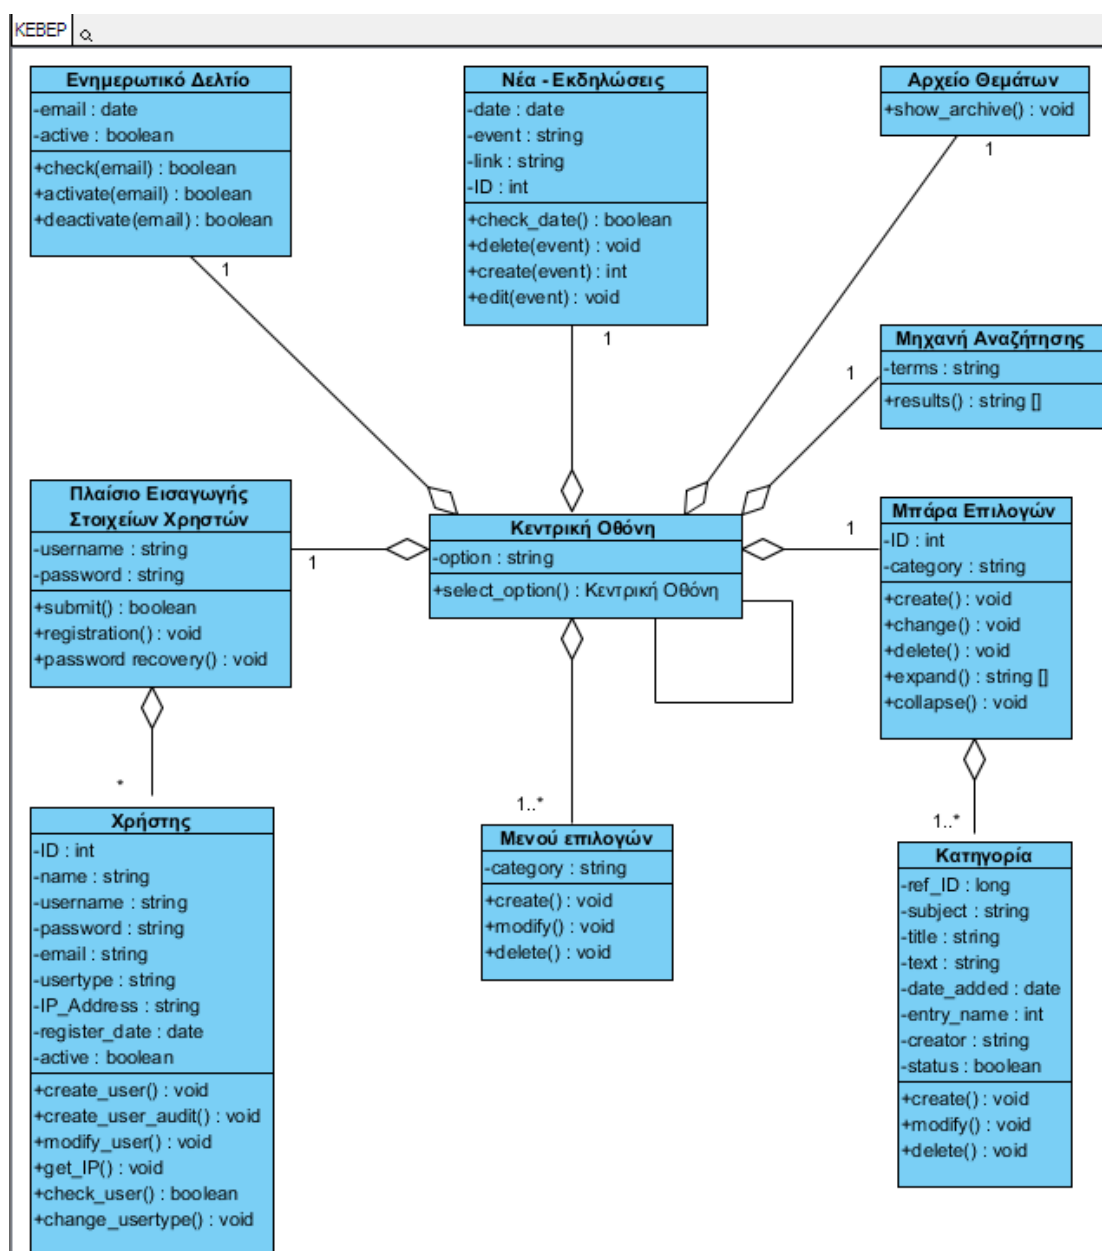 KEBEP
Ενημερωτικό Δελτίο
-email : date
-active : boolean
+check(email) : boolean
+activate(email) : boolean
+deactivate(email) : boolean
1
Νέα - Εκδηλώσεις
-date : date
-event : string
-link : string
-ID : int
+check_date() : boolean
+delete(event) : void
+create(event) : int
+edit(event) : void
1
Αρχείο Θεμάτων
+show_archive() : void
1
Μηχανή Αναζήτησης
-terms : string
+results() : string []
1
Πλαίσιο Εισαγωγής
Στοιχείων Χρηστών
-username : string
-password : string
+submit() : boolean
+registration() : void
+password recovery() : void
1
Κεντρική Οθόνη
-option : string
+select_option() : Κεντρική Οθόνη
Μπάρα Επιλογών
-ID : int
-category : string
+create() : void
+change() : void
+delete() : void
+expand() : string []
+collapse() : void
1
*
Χρήστης
-ID : int
-name : string
-username : string
-password : string
-email : string
-usertype : string
-IP_Address : string
-register_date : date
-active : boolean
+create_user() : void
+create_user_audit() : void
+modify_user() : void
+get_IP() : void
+check_user() : boolean
+change_usertype() : void
1..*
Μενού επιλογών
-category : string
+create() : void
+modify() : void
+delete() : void
1..*
Κατηγορία
-ref_ID : long
-subject : string
-title : string
-text : string
-date_added : date
-entry_name : int
-creator : string
-status : boolean
+create() : void
+modify() : void
+delete() : void